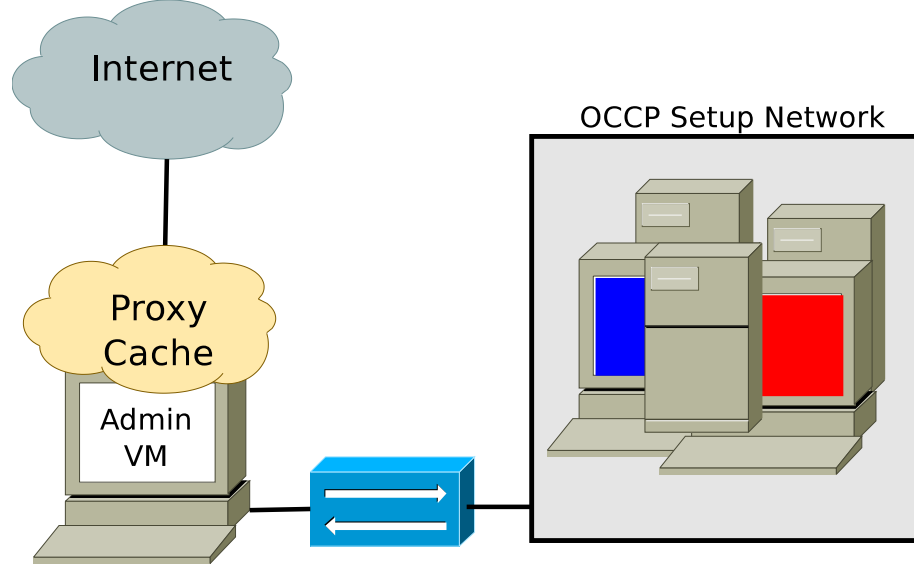 Internet
OCCP Setup Network
Proxy
Cache
Admin
VM